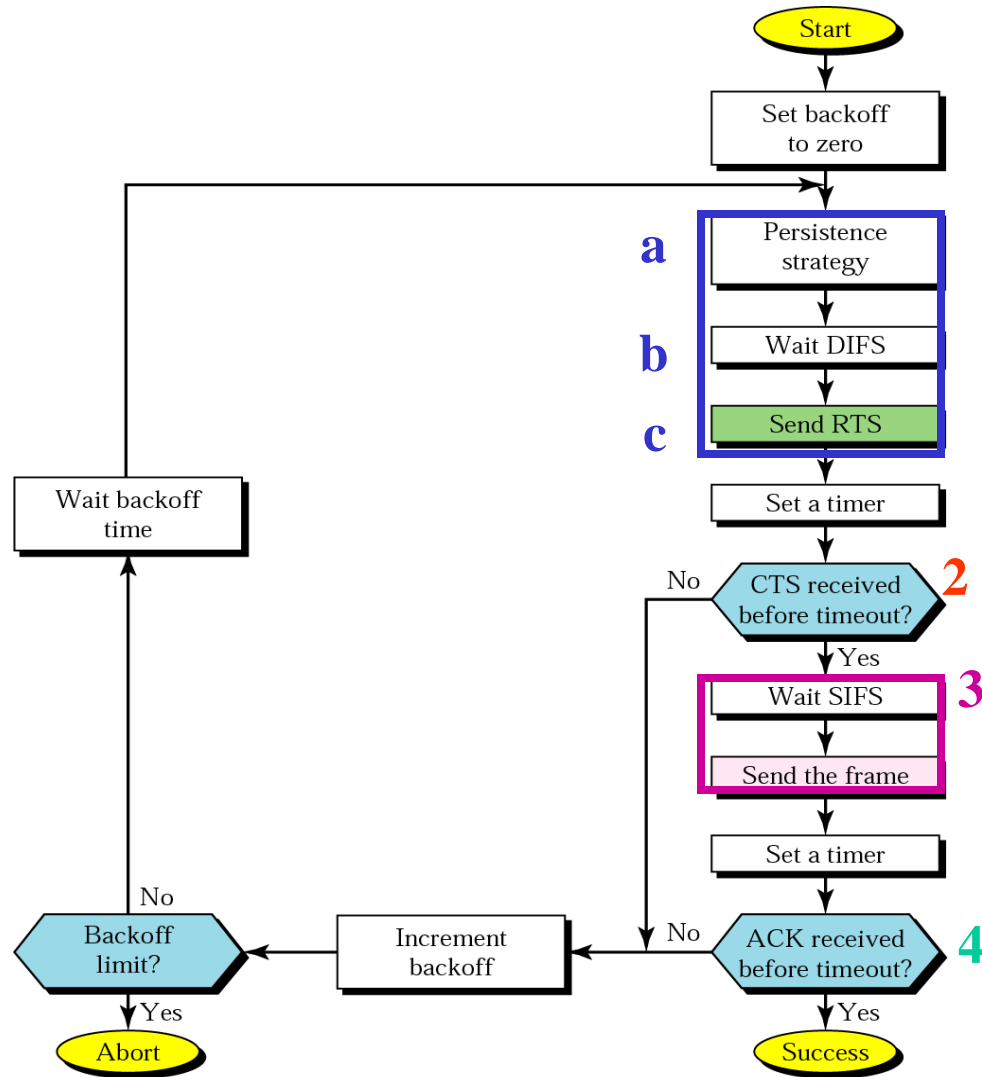 Start
Set backoff
to zero
a
Persistence
strategy
b
Wait DIFS
c
Send RTS
Wait backoff
time
Set a timer
No
CTS received
before timeout?
2
Yes
Wait SIFS
3
Send the frame
Set a timer
No
Backoff
limit?
Increment
backoff
No
ACK received
before timeout?
4
Yes
Yes
Abort
Success